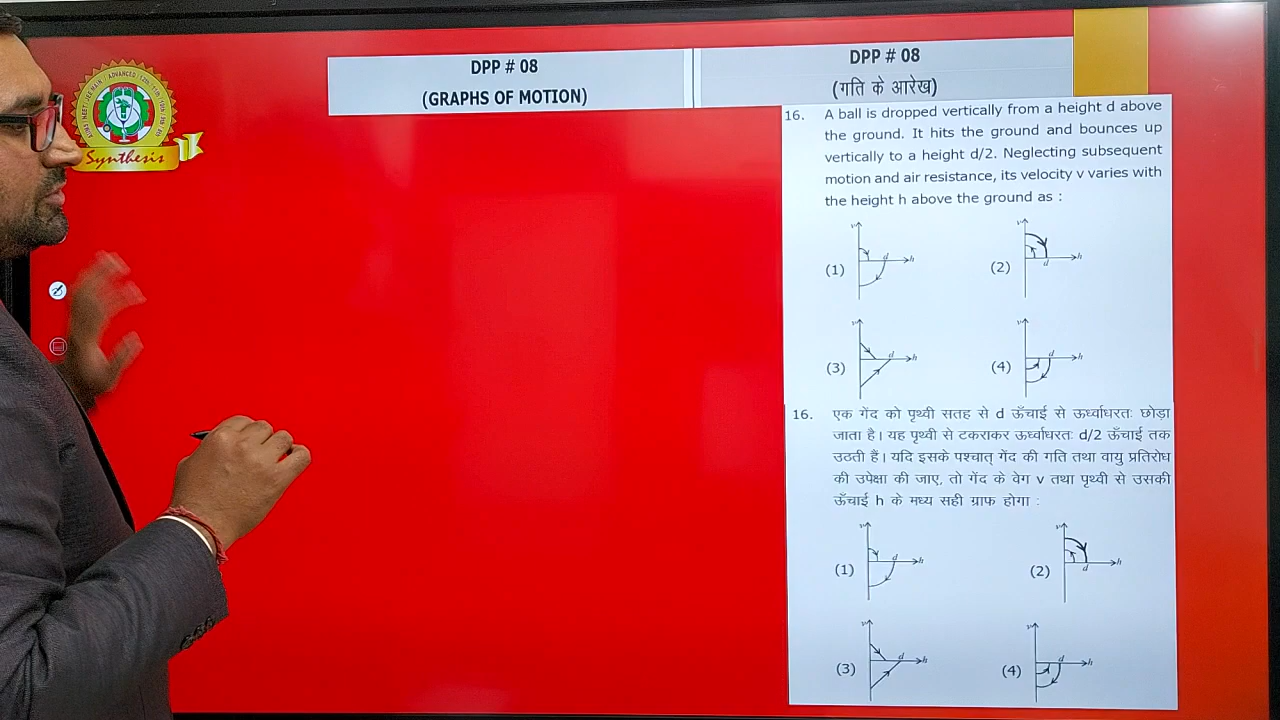 DPP # 08
(GRAPHS OF MOTION)
DPP # 08
(गति के आरेख)
Synthesis
16. A ball is dropped vertically from a height d above
the ground. It hits the ground and bounces up
vertically to a height d/2. Neglecting subsequent
motion and air resistance, its velocity v varies with
the height h above the ground as :
(1) v d h
(2) v d h
(3) v d h
(4) v d h
16. एक गेंद को पृथ्वी सतह से d ऊँचाई से ऊर्ध्वाधरतः छोड़ा
जाता है। यह पृथ्वी से टकराकर ऊर्ध्वाधरतः d/2 ऊँचाई तक
उठती हैं। यदि इसके पश्चात् गेंद की गति तथा वायु प्रतिरोध
की उपेक्षा की जाए, तो गेंद के वेग v तथा पृथ्वी से उसकी
ऊँचाई h के मध्य सही ग्राफ होगा :
(1) v d h
(2) v d h
(3) v d h
(4) v d h